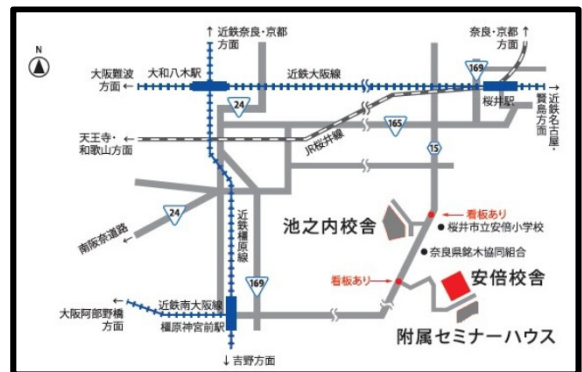 N
↑近鉄奈良・京都
方面
奈良・京都↑
方面
169
大阪難波
方面←
大和八木駅
近鉄大阪線
桜井駅
→近鉄名古屋・
賢島方面
24
165
天王寺・
和歌山方面
←
JR桜井線
15
24
南阪奈道路
←
近鉄橿原線
169
池之内校舎
←看板あり
桜井市立安倍小学校
奈良県銘木協同組合
看板あり→
安倍校舎
附属セミナーハウス
←
大阪阿部野橋
方面
近鉄南大阪線
橿原神宮前駅
↓吉野方面